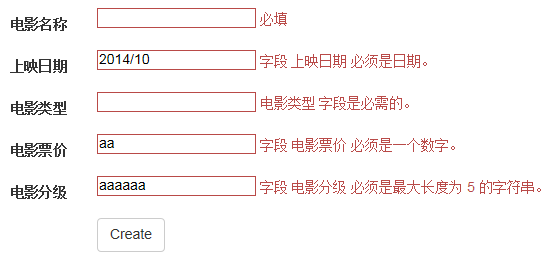 电影名称 必填
上映日期 2014/10 字段 上映日期 必须是日期。
电影类型 电影类型 字段是必需的。
电影票价 aa 字段 电影票价 必须是一个数字。
电影分级 aaaaaa 字段 电影分级 必须是最大长度为 5 的字符串。
Create